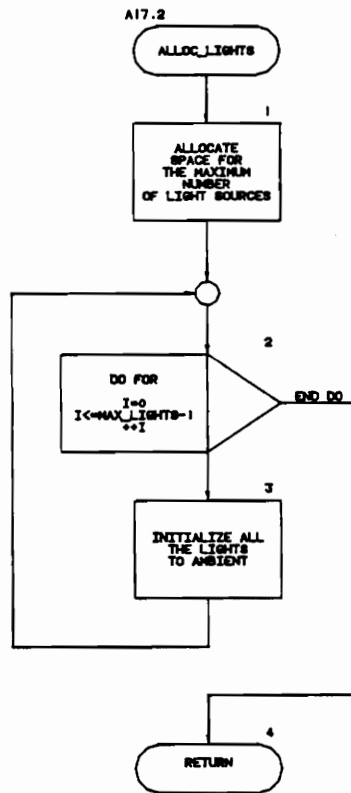 A17.2
ALLOC_LIGHTS
1
ALLOCATE
SPACE FOR
THE MAXIMUM
NUMBER
OF LIGHT SOURCES
2
DO FOR
I=0
I<=MAX_LIGHTS-1
++I
END DO
3
INITIALIZE ALL
THE LIGHTS
TO AMBIENT
4
RETURN